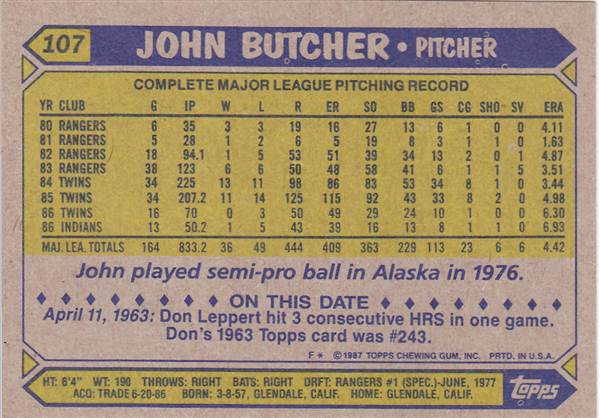 107 JOHN BUTCHER • PITCHER
COMPLETE MAJOR LEAGUE PITCHING RECORD
YR CLUB G IP W L R ER SO BB GS CG SHO SV ERA
80 RANGERS 6 35 3 3 19 16 27 13 6 1 0 0 4.11
81 RANGERS 5 28 1 2 6 5 19 8 3 1 1 0 1.63
82 RANGERS 18 94.1 1 5 53 51 39 34 13 2 0 1 4.87
83 RANGERS 38 123 6 6 50 48 58 41 6 1 1 5 3.51
84 TWINS 34 225 13 11 98 86 83 53 34 8 1 0 3.44
85 TWINS 34 207.2 11 14 125 115 92 43 33 8 2 0 4.98
86 TWINS 16 70 0 3 50 49 29 24 10 1 0 0 6.30
86 INDIANS 13 50.2 1 5 43 39 16 13 8 1 1 0 6.93
MAJ. LEA. TOTALS 164 833.2 36 49 444 409 363 229 113 23 6 6 4.42
John played semi-pro ball in Alaska in 1976.
♦ ♦ ♦ ♦ ♦ ♦ ON THIS DATE ♦ ♦ ♦ ♦ ♦ ♦
April 11, 1963: Don Leppert hit 3 consecutive HRS in one game.
Don's 1963 Topps card was #243.
F* © 1987 TOPPS CHEWING GUM, INC. PRTD. IN U.S.A.
HT: 6'4" WT: 190 THROWS: RIGHT BATS: RIGHT DRFT: RANGERS #1 (SPEC.)-JUNE, 1977
ACQ: TRADE 6-20-86 BORN: 3-8-57, GLENDALE, CALIF. HOME: GLENDALE, CALIF.
topps